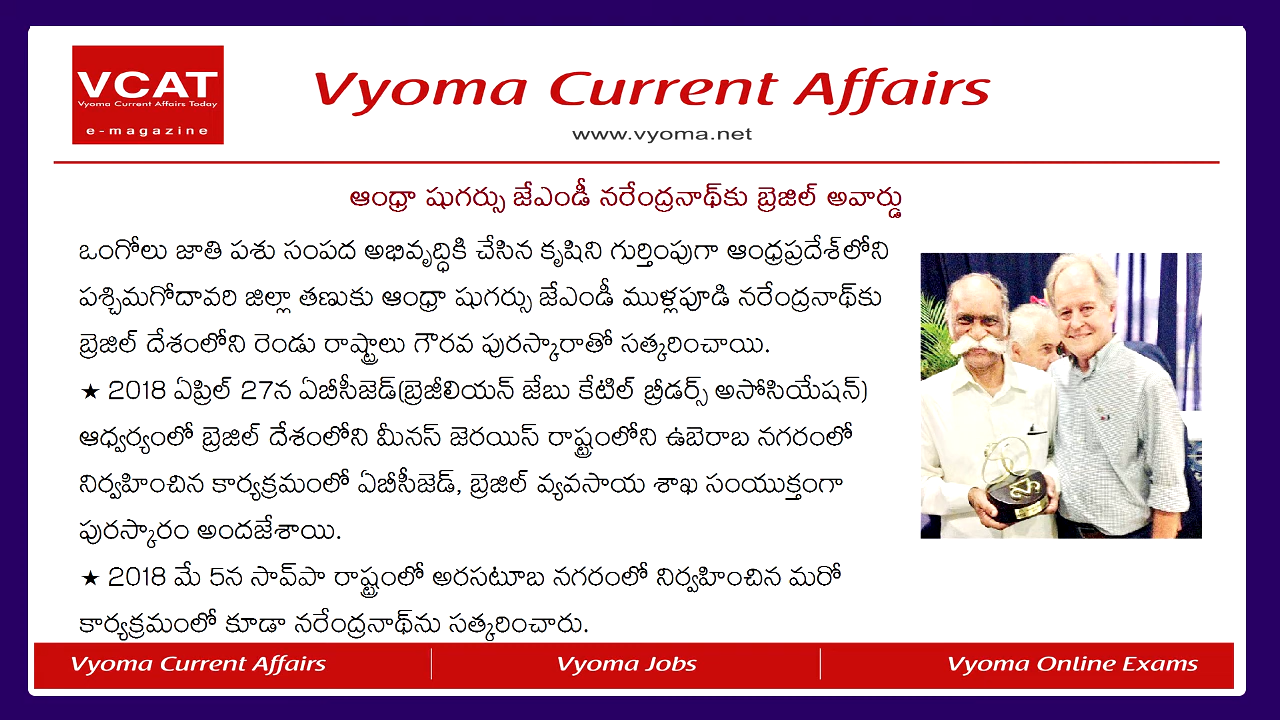 VCAT
Vyoma Current Affairs Today
e-magazine
Vyoma Current Affairs
www.vyoma.net
ఆంధ్రా షుగర్సు జేఎండీ నరేంద్రనాథ్‌కు బ్రెజిల్ అవార్డు
ఒంగోలు జాతి పశు సంపద అభివృద్ధికి చేసిన కృషిని గుర్తింపుగా ఆంధ్రప్రదేశ్‌లోని
పశ్చిమగోదావరి జిల్లా తణుకు ఆంధ్రా షుగర్సు జేఎండీ ముళ్లపూడి నరేంద్రనాథ్‌కు
బ్రెజిల్ దేశంలోని రెండు రాష్ట్రాలు గౌరవ పురస్కారాతో సత్కరించాయి.
★ 2018 ఏప్రిల్ 27న ఏబీసీజెడ్(బ్రెజీలియన్ జేబు కేటిల్ బ్రీడర్స్ అసోసియేషన్)
ఆధ్వర్యంలో బ్రెజిల్ దేశంలోని మీనస్ జెరయిస్ రాష్ట్రంలోని ఉబెరాబ నగరంలో
నిర్వహించిన కార్యక్రమంలో ఏబీసీజెడ్, బ్రెజిల్ వ్యవసాయ శాఖ సంయుక్తంగా
పురస్కారం అందజేశాయి.
★ 2018 మే 5న సావ్‌పా రాష్ట్రంలో అరసటూబ నగరంలో నిర్వహించిన మరో
కార్యక్రమంలో కూడా నరేంద్రనాథ్‌ను సత్కరించారు.
Vyoma Current Affairs
Vyoma Jobs
Vyoma Online Exams